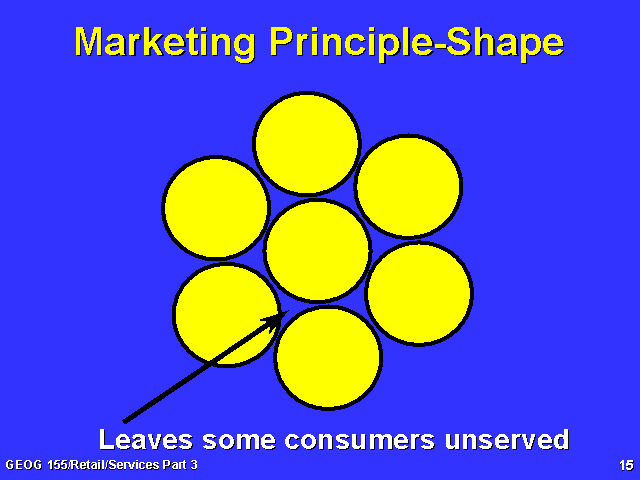 Marketing Principle-Shape
Leaves some consumers unserved
GEOG 155/Retail/Services Part 3
15